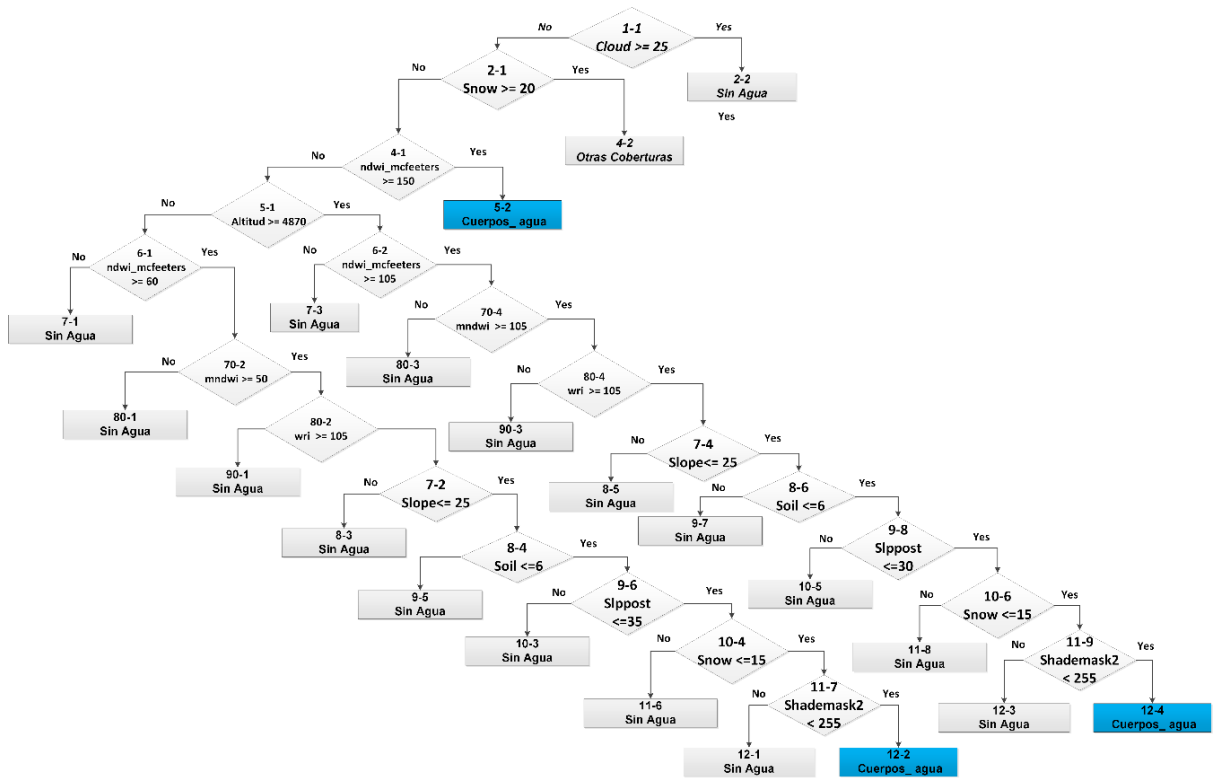 No
1-1
Yes
Cloud >= 25
No
2-1
Yes
Snow >= 20
2-2
Sin Agua
Yes
No
4-1
Yes
ndwi_mcfeeters
>= 150
4-2
Otras Coberturas
No
5-1
Yes
Altitud >= 4870
5-2
Cuerpos_ agua
No
6-1
Yes
ndwi_mcfeeters
>= 60
No
6-2
Yes
ndwi_mcfeeters
>= 105
7-1
Sin Agua
7-3
Sin Agua
No
70-4
Yes
mndwi >= 105
No
70-2
Yes
mndwi >= 50
80-3
Sin Agua
No
80-4
Yes
wri >= 105
80-1
Sin Agua
80-2
wri >= 105
90-3
Sin Agua
No
7-4
Yes
Slope<= 25
90-1
Sin Agua
No
7-2
Yes
Slope<= 25
8-5
Sin Agua
No
8-6
Yes
Soil <=6
8-3
Sin Agua
8-4
Yes
Soil <=6
9-7
Sin Agua
No
9-8
Yes
Slppost
<=30
9-5
Sin Agua
No
9-6
Yes
Slppost
<=35
10-5
Sin Agua
No
10-6
Yes
Snow <=15
10-3
Sin Agua
10-4
Yes
Snow <=15
11-8
Sin Agua
No
11-9
Yes
Shademask2
< 255
11-6
Sin Agua
No
11-7
Yes
Shademask2
< 255
12-3
Sin Agua
12-4
Cuerpos_ agua
12-1
Sin Agua
12-2
Cuerpos_ agua